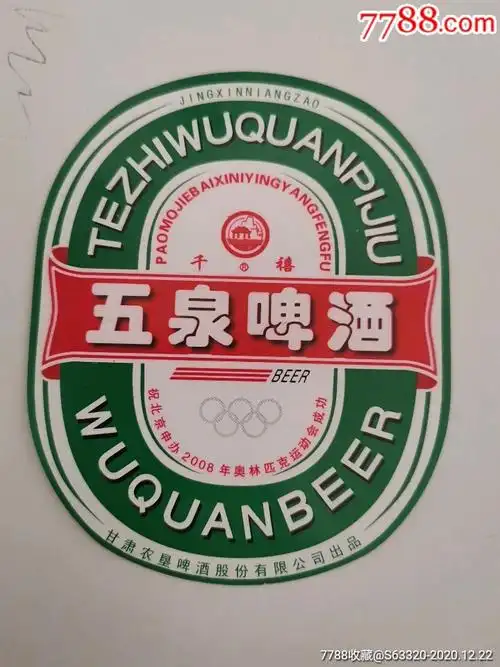 7788.com
JINGXINNIANGZAO
TEZHIWUQUANPIJIU
PAOMOJIEBAIXINIYINGYANGFENGFU
千®禧
五泉啤酒
BEER
祝北京申办2008年奥林匹克运动会成功
WUQUANBEER
甘肃农垦啤酒股份有限公司出品
7788收藏@S63320-2020.12.22